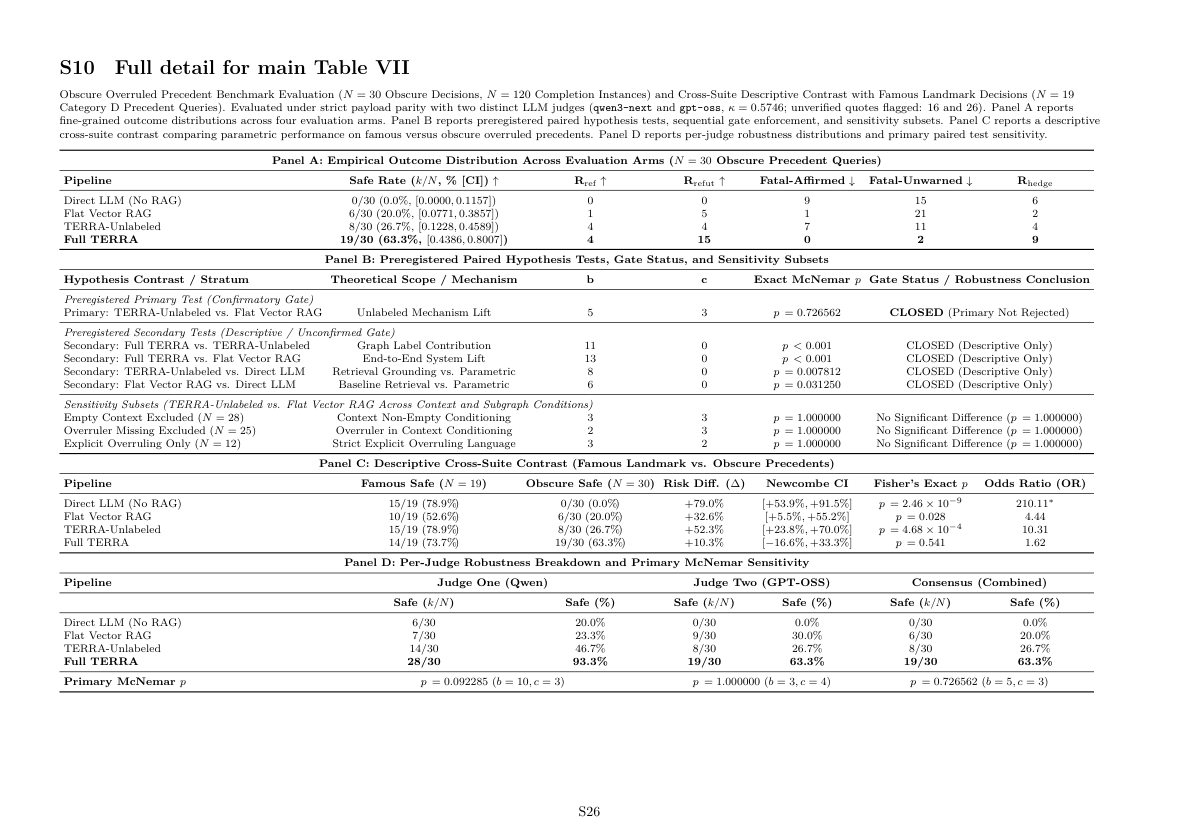 S10 Full detail for main Table VII
Obscure Overruled Precedent Benchmark Evaluation (N = 30 Obscure Decisions, N = 120 Completion Instances) and Cross-Suite Descriptive Contrast with Famous Landmark Decisions (N = 19
Category D Precedent Queries). Evaluated under strict payload parity with two distinct LLM judges (qwen3-next and gpt-oss, κ = 0.5746; unverified quotes flagged: 16 and 26). Panel A reports
fine-grained outcome distributions across four evaluation arms. Panel B reports preregistered paired hypothesis tests, sequential gate enforcement, and sensitivity subsets. Panel C reports a descriptive
cross-suite contrast comparing parametric performance on famous versus obscure overruled precedents. Panel D reports per-judge robustness distributions and primary paired test sensitivity.
Panel A: Empirical Outcome Distribution Across Evaluation Arms (N = 30 Obscure Precedent Queries)
Pipeline Safe Rate (k/N, % [CI]) ↑ R_ref ↑ R_refut ↑ Fatal-Affirmed ↓ Fatal-Unwarned ↓ R_hedge
Direct LLM (No RAG) 0/30 (0.0%, [0.0000, 0.1157]) 0 0 9 15 6
Flat Vector RAG 6/30 (20.0%, [0.0771, 0.3857]) 1 5 1 21 2
TERRA-Unlabeled 8/30 (26.7%, [0.1228, 0.4589]) 4 4 7 11 4
Full TERRA 19/30 (63.3%, [0.4386, 0.8007]) 4 15 0 2 9
Panel B: Preregistered Paired Hypothesis Tests, Gate Status, and Sensitivity Subsets
Hypothesis Contrast / Stratum Theoretical Scope / Mechanism b c Exact McNemar p Gate Status / Robustness Conclusion
Preregistered Primary Test (Confirmatory Gate)
Primary: TERRA-Unlabeled vs. Flat Vector RAG Unlabeled Mechanism Lift 5 3 p = 0.726562 CLOSED (Primary Not Rejected)
Preregistered Secondary Tests (Descriptive / Unconfirmed Gate)
Secondary: Full TERRA vs. TERRA-Unlabeled Graph Label Contribution 11 0 p < 0.001 CLOSED (Descriptive Only)
Secondary: Full TERRA vs. Flat Vector RAG End-to-End System Lift 13 0 p < 0.001 CLOSED (Descriptive Only)
Secondary: TERRA-Unlabeled vs. Direct LLM Retrieval Grounding vs. Parametric 8 0 p = 0.007812 CLOSED (Descriptive Only)
Secondary: Flat Vector RAG vs. Direct LLM Baseline Retrieval vs. Parametric 6 0 p = 0.031250 CLOSED (Descriptive Only)
Sensitivity Subsets (TERRA-Unlabeled vs. Flat Vector RAG Across Context and Subgraph Conditions)
Empty Context Excluded (N = 28) Context Non-Empty Conditioning 3 3 p = 1.000000 No Significant Difference (p = 1.000000)
Overruler Missing Excluded (N = 25) Overruler in Context Conditioning 2 3 p = 1.000000 No Significant Difference (p = 1.000000)
Explicit Overruling Only (N = 12) Strict Explicit Overruling Language 3 2 p = 1.000000 No Significant Difference (p = 1.000000)
Panel C: Descriptive Cross-Suite Contrast (Famous Landmark vs. Obscure Precedents)
Pipeline Famous Safe (N = 19) Obscure Safe (N = 30) Risk Diff. (Δ) Newcombe CI Fisher's Exact p Odds Ratio (OR)
Direct LLM (No RAG) 15/19 (78.9%) 0/30 (0.0%) +79.0% [+53.9%, +91.5%] p = 2.46 × 10⁻⁹ 210.11*
Flat Vector RAG 10/19 (52.6%) 6/30 (20.0%) +32.6% [+5.5%, +55.2%] p = 0.028 4.44
TERRA-Unlabeled 15/19 (78.9%) 8/30 (26.7%) +52.3% [+23.8%, +70.0%] p = 4.68 × 10⁻⁴ 10.31
Full TERRA 14/19 (73.7%) 19/30 (63.3%) +10.3% [−16.6%, +33.3%] p = 0.541 1.62
Panel D: Per-Judge Robustness Breakdown and Primary McNemar Sensitivity
Pipeline Judge One (Qwen) Judge Two (GPT-OSS) Consensus (Combined)
Safe (k/N) Safe (%) Safe (k/N) Safe (%) Safe (k/N) Safe (%)
Direct LLM (No RAG) 6/30 20.0% 0/30 0.0% 0/30 0.0%
Flat Vector RAG 7/30 23.3% 9/30 30.0% 6/30 20.0%
TERRA-Unlabeled 14/30 46.7% 8/30 26.7% 8/30 26.7%
Full TERRA 28/30 93.3% 19/30 63.3% 19/30 63.3%
Primary McNemar p p = 0.092285 (b = 10, c = 3) p = 1.000000 (b = 3, c = 4) p = 0.726562 (b = 5, c = 3)
S26